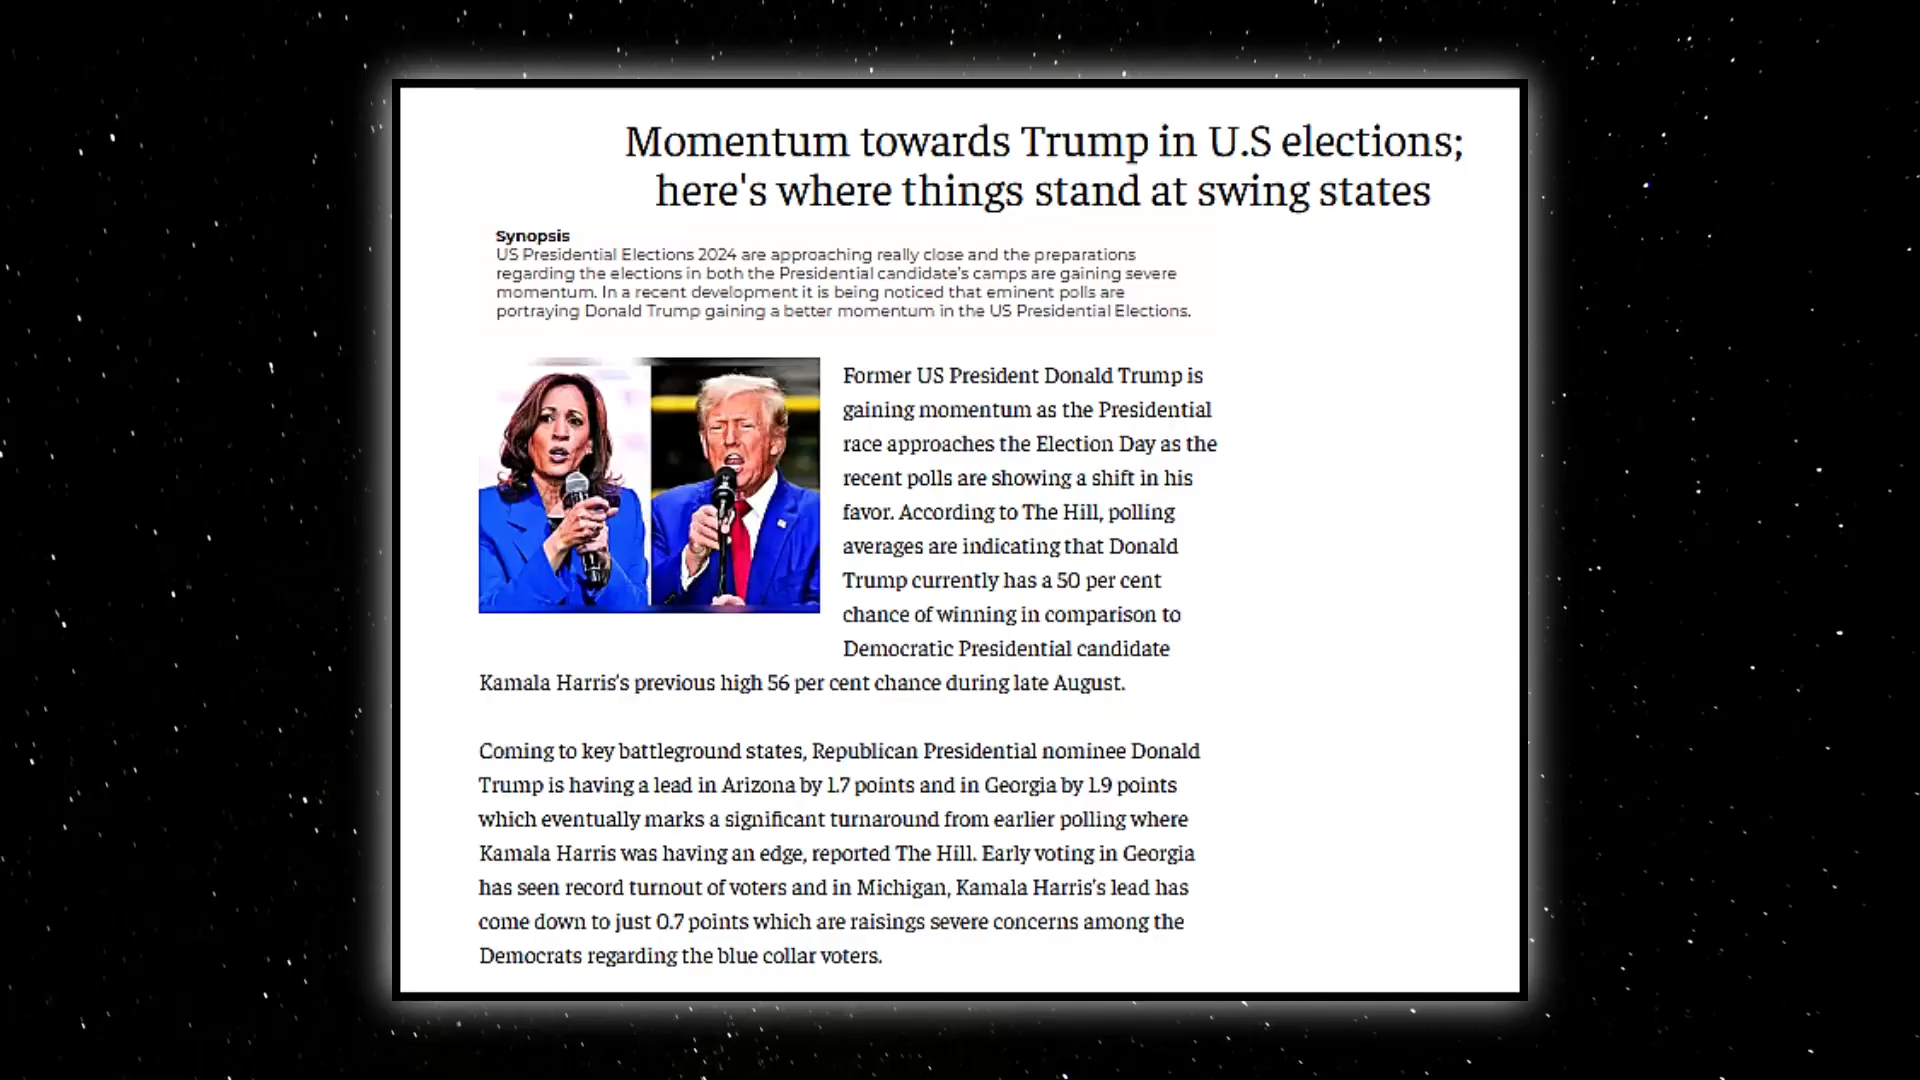 Momentum towards Trump in U.S elections;
here's where things stand at swing states
Synopsis
US Presidential Elections 2024 are approaching really close and the preparations
regarding the elections in both the Presidential candidate's camps are gaining severe
momentum. In a recent development it is being noticed that eminent polls are
portraying Donald Trump gaining a better momentum in the US Presidential Elections.
Former US President Donald Trump is
gaining momentum as the Presidential
race approaches the Election Day as the
recent polls are showing a shift in his
favor. According to The Hill, polling
averages are indicating that Donald
Trump currently has a 50 per cent
chance of winning in comparison to
Democratic Presidential candidate
Kamala Harris's previous high 56 per cent chance during late August.
Coming to key battleground states, Republican Presidential nominee Donald
Trump is having a lead in Arizona by 1.7 points and in Georgia by 1.9 points
which eventually marks a significant turnaround from earlier polling where
Kamala Harris was having an edge, reported The Hill. Early voting in Georgia
has seen record turnout of voters and in Michigan, Kamala Harris's lead has
come down to just 0.7 points which are raisings severe concerns among the
Democrats regarding the blue collar voters.